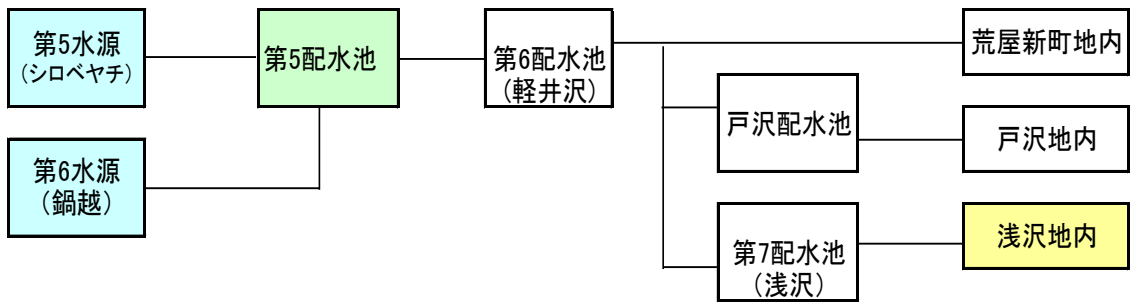 第5水源
(シロベヤチ)
第5配水池
第6配水池
(軽井沢)
荒屋新町地内
戸沢配水池
戸沢地内
第6水源
(鍋越)
第7配水池
(浅沢)
浅沢地内